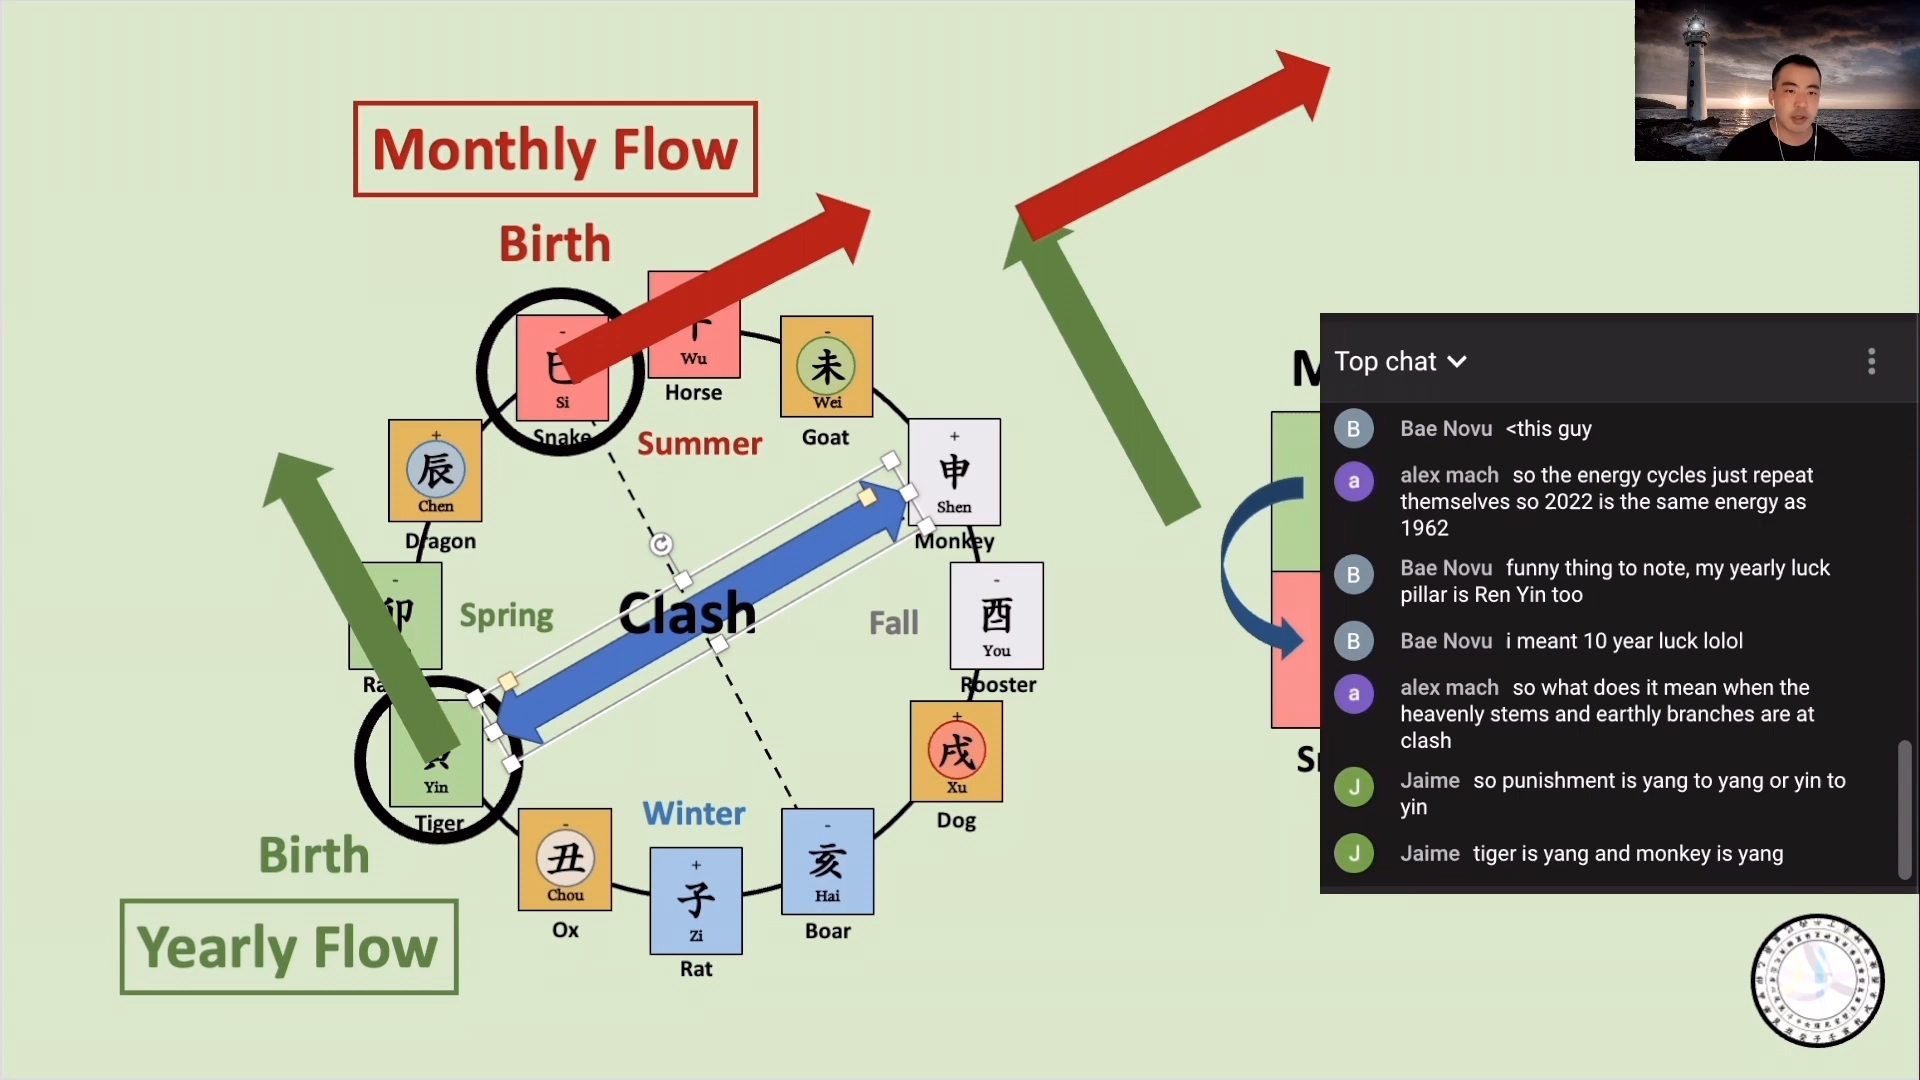 Monthly Flow
Birth
-
巳
Si
Snake
Wu
Horse
-
未
Wei
Goat
+
申
Shen
Monkey
-
酉
You
Rooster
+
戌
Xu
Dog
-
亥
Hai
Boar
+
子
Zi
Rat
-
丑
Chou
Ox
Yin
Tiger
-
卯
+
辰
Chen
Dragon
Summer
Spring
Clash
Fall
Winter
Birth
Yearly Flow
Top chat
B
Bae Novu <this guy
a
alex mach so the energy cycles just repeat
themselves so 2022 is the same energy as
1962
B
Bae Novu funny thing to note, my yearly luck
pillar is Ren Yin too
B
Bae Novu i meant 10 year luck lolol
a
alex mach so what does it mean when the
heavenly stems and earthly branches are at
clash
J
Jaime so punishment is yang to yang or yin to
yin
J
Jaime tiger is yang and monkey is yang